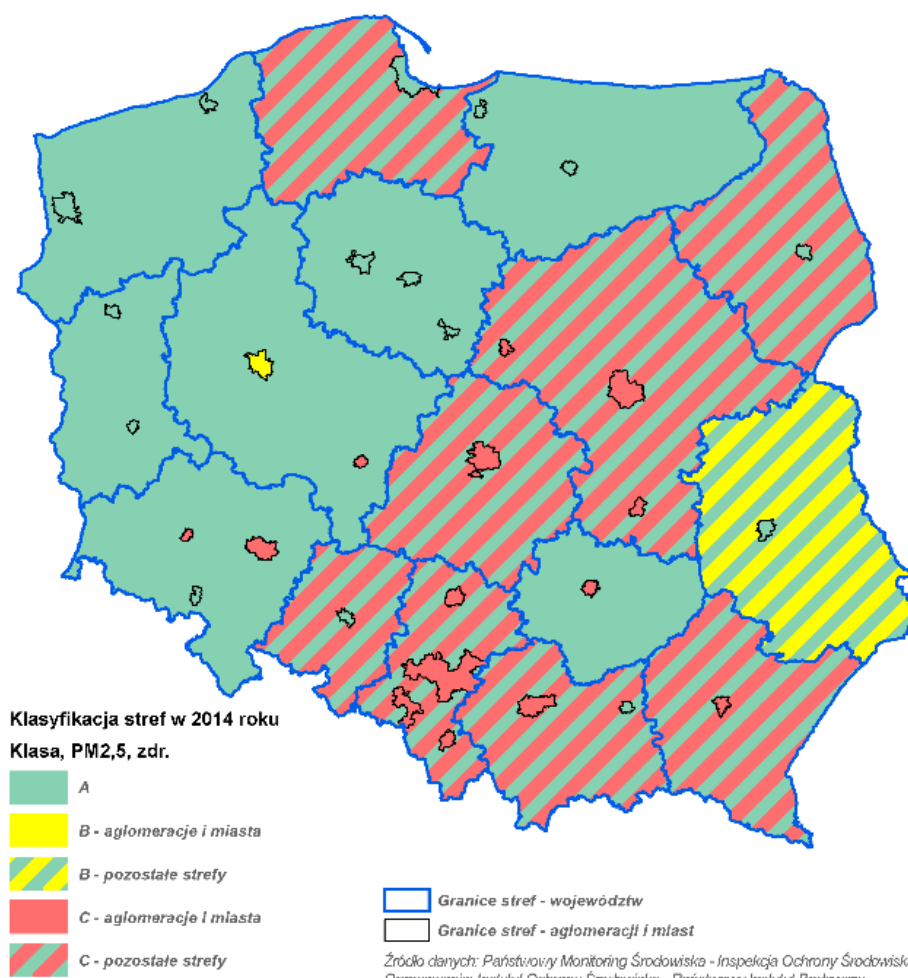 Klasyfikacja stref w 2014 roku
Klasa, PM2,5, zdr.
A
B - aglomeracje i miasta
B - pozostałe strefy
C - aglomeracje i miasta
C - pozostałe strefy
Granice stref - województw
Granice stref - aglomeracji i miast
Źródło danych: Państwowy Monitoring Środowiska - Inspekcja Ochrony Środowiska